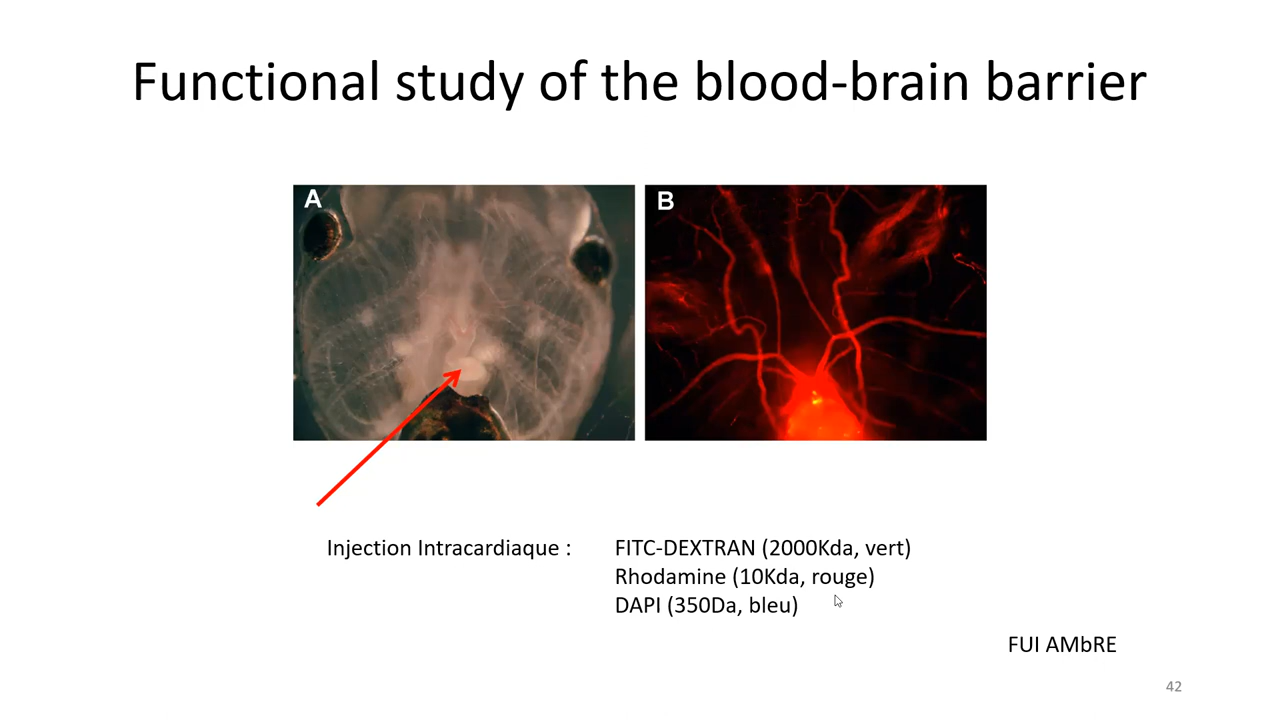 Functional study of the blood-brain barrier
A
B
Injection Intracardiaque :
FITC-DEXTRAN (2000Kda, vert)
Rhodamine (10Kda, rouge)
DAPI (350Da, bleu)
FUI AMbRE
42